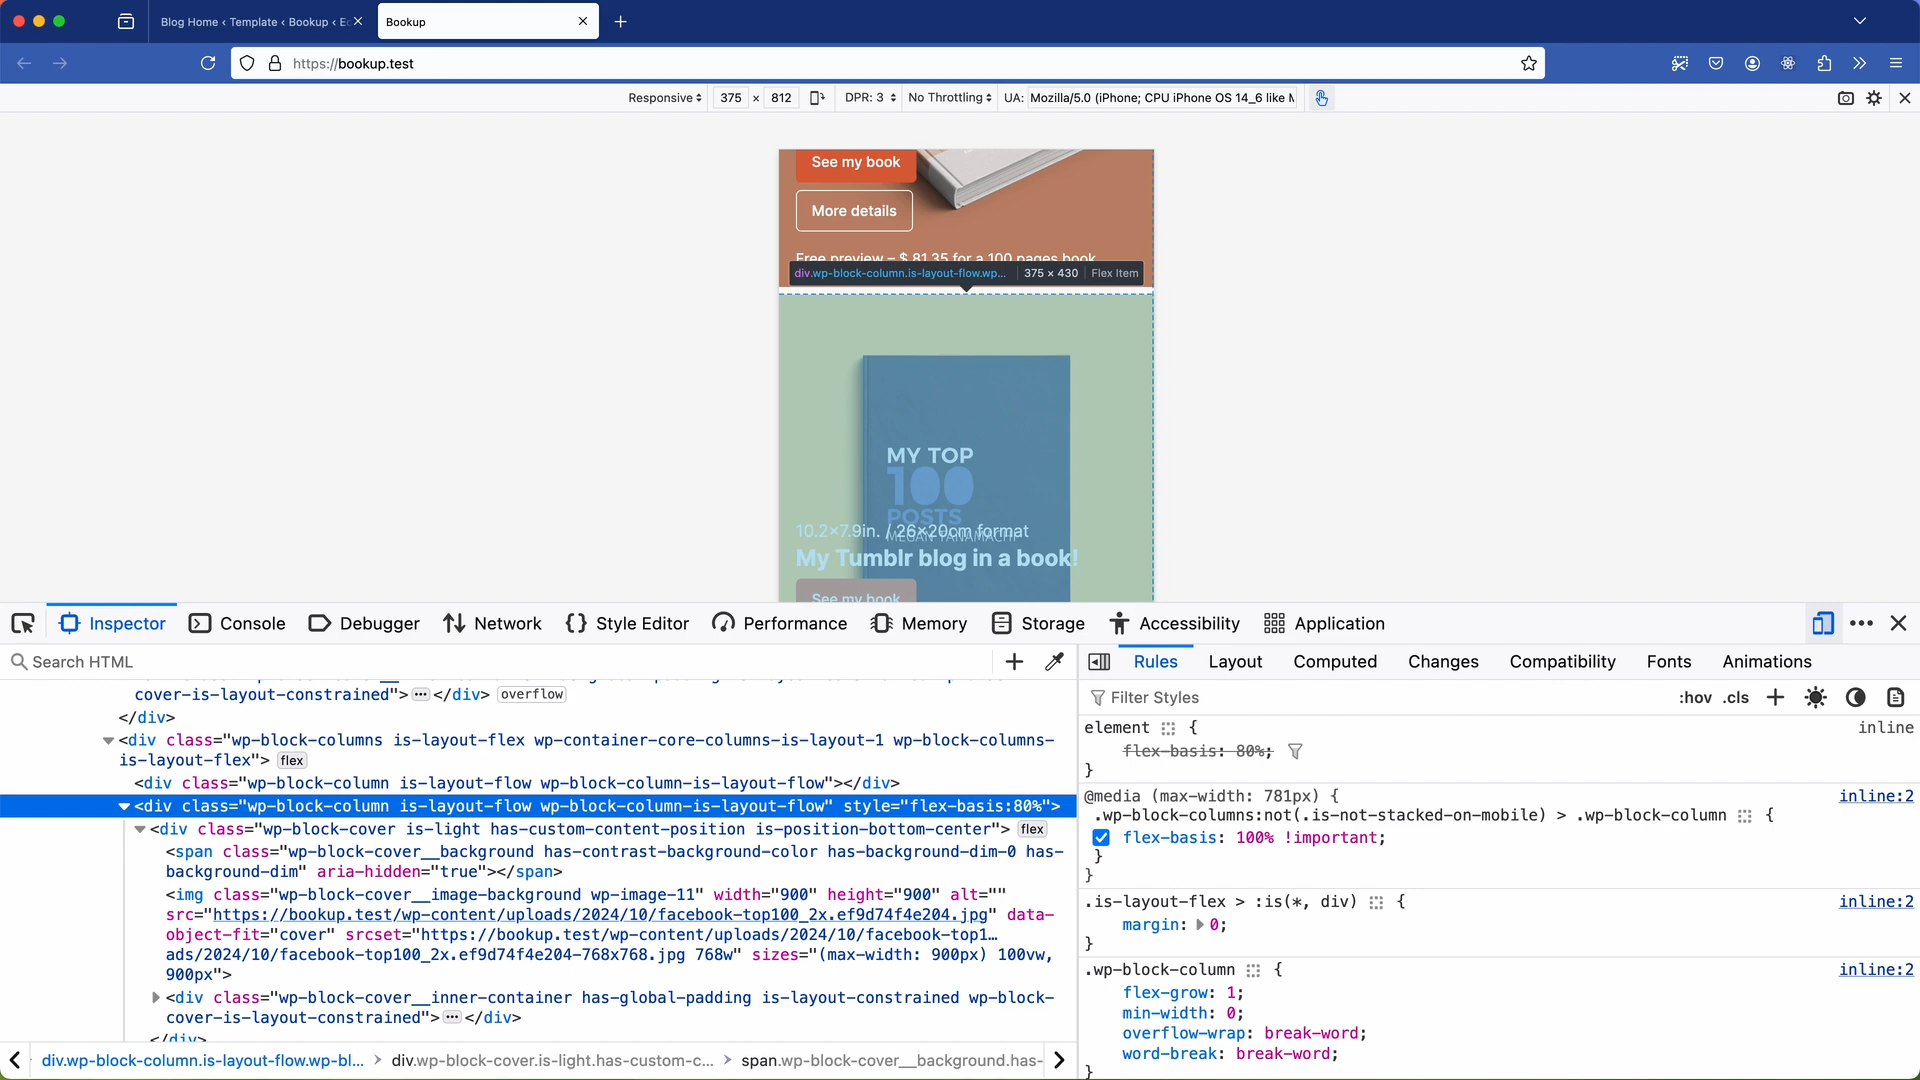 Blog Home ‹ Template ‹ Bookup ‹ E
Bookup
https://bookup.test
Responsive
375 × 812
DPR: 3
No Throttling
UA: Mozilla/5.0 (iPhone; CPU iPhone OS 14_6 like M
See my book
More details
Free preview – $ 81.35 for a 100 pages book
div.wp-block-column.is-layout-flow.wp... 375 × 430 Flex Item
MY TOP
100
POSTS
MEGAN YANAMACHI
10.2×7.9in. / 26×20cm format
My Tumblr blog in a book!
See my book
Inspector Console Debugger Network Style Editor Performance Memory Storage Accessibility Application
Search HTML
cover-is-layout-constrained"> ••• </div> overflow
</div>
<div class="wp-block-columns is-layout-flex wp-container-core-columns-is-layout-1 wp-block-columns-
is-layout-flex"> flex
<div class="wp-block-column is-layout-flow wp-block-column-is-layout-flow"></div>
<div class="wp-block-column is-layout-flow wp-block-column-is-layout-flow" style="flex-basis:80%">
<div class="wp-block-cover is-light has-custom-content-position is-position-bottom-center"> flex
<span class="wp-block-cover__background has-contrast-background-color has-background-dim-0 has-
background-dim" aria-hidden="true"></span>
<img class="wp-block-cover__image-background wp-image-11" width="900" height="900" alt=""
src="https://bookup.test/wp-content/uploads/2024/10/facebook-top100_2x.ef9d74f4e204.jpg" data-
object-fit="cover" srcset="https://bookup.test/wp-content/uploads/2024/10/facebook-top1…
ads/2024/10/facebook-top100_2x.ef9d74f4e204-768x768.jpg 768w" sizes="(max-width: 900px) 100vw,
900px">
<div class="wp-block-cover__inner-container has-global-padding is-layout-constrained wp-block-
cover-is-layout-constrained"> ••• </div>
</div>
div.wp-block-column.is-layout-flow.wp-bl... div.wp-block-cover.is-light.has-custom-c... span.wp-block-cover__background.has-
Rules Layout Computed Changes Compatibility Fonts Animations
Filter Styles
:hov .cls
element { inline
flex-basis: 80%;
}
@media (max-width: 781px) { inline:2
.wp-block-columns:not(.is-not-stacked-on-mobile) > .wp-block-column {
flex-basis: 100% !important;
}
}
.is-layout-flex > :is(*, div) { inline:2
margin: 0;
}
.wp-block-column { inline:2
flex-grow: 1;
min-width: 0;
overflow-wrap: break-word;
word-break: break-word;
}